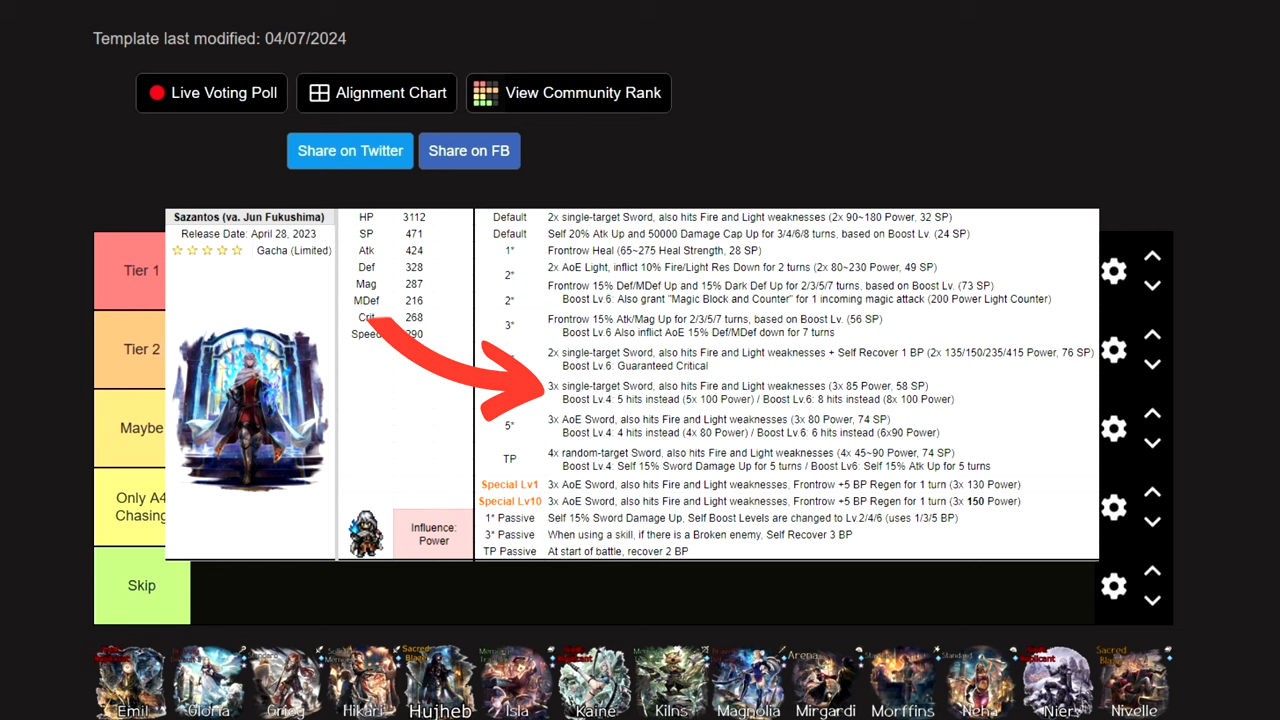 Template last modified: 04/07/2024
Live Voting Poll
Alignment Chart
View Community Rank
Share on Twitter
Share on FB
Tier 1
Tier 2
Maybe
Only A4
Chasing
Skip
Sazantos (va. Jun Fukushima)
Release Date: April 28, 2023
Gacha (Limited)
HP 3112
SP 471
Atk 424
Def 328
Mag 287
MDef 216
Crit 268
Speed 290
Influence:
Power
Default 2x single-target Sword, also hits Fire and Light weaknesses (2x 90~180 Power, 32 SP)
Default Self 20% Atk Up and 50000 Damage Cap Up for 3/4/6/8 turns, based on Boost Lv. (24 SP)
1* Frontrow Heal (65~275 Heal Strength, 28 SP)
2* 2x AoE Light, inflict 10% Fire/Light Res Down for 2 turns (2x 80~230 Power, 49 SP)
2* Frontrow 15% Def/MDef Up and 15% Dark Def Up for 2/3/5/7 turns, based on Boost Lv. (73 SP)
Boost Lv.6: Also grant "Magic Block and Counter" for 1 incoming magic attack (200 Power Light Counter)
3* Frontrow 15% Atk/Mag Up for 2/3/5/7 turns, based on Boost Lv. (56 SP)
Boost Lv.6 Also inflict AoE 15% Def/MDef down for 7 turns
2x single-target Sword, also hits Fire and Light weaknesses + Self Recover 1 BP (2x 135/150/235/415 Power, 76 SP)
Boost Lv.6: Guaranteed Critical
3x single-target Sword, also hits Fire and Light weaknesses (3x 85 Power, 58 SP)
Boost Lv.4: 5 hits instead (5x 100 Power) / Boost Lv.6: 8 hits instead (8x 100 Power)
5* 3x AoE Sword, also hits Fire and Light weaknesses (3x 80 Power, 74 SP)
Boost Lv.4: 4 hits instead (4x 80 Power) / Boost Lv.6: 6 hits instead (6x90 Power)
TP 4x random-target Sword, also hits Fire and Light weaknesses (4x 45~90 Power, 74 SP)
Boost Lv.4: Self 15% Sword Damage Up for 5 turns / Boost Lv6: Self 15% Atk Up for 5 turns
Special Lv1 3x AoE Sword, also hits Fire and Light weaknesses, Frontrow +5 BP Regen for 1 turn (3x 130 Power)
Special Lv10 3x AoE Sword, also hits Fire and Light weaknesses, Frontrow +5 BP Regen for 1 turn (3x 150 Power)
1* Passive Self 15% Sword Damage Up, Self Boost Levels are changed to Lv.2/4/6 (uses 1/3/5 BP)
3* Passive When using a skill, if there is a Broken enemy, Self Recover 3 BP
TP Passive At start of battle, recover 2 BP
Sacred Blaze
Arena
Standard
Sacred Blaze
Emil Gloria Grieg Hikari Hujheb Isla Kaine Kilns Magnolia Mirgardi Morffins Neha Nier Nivelle